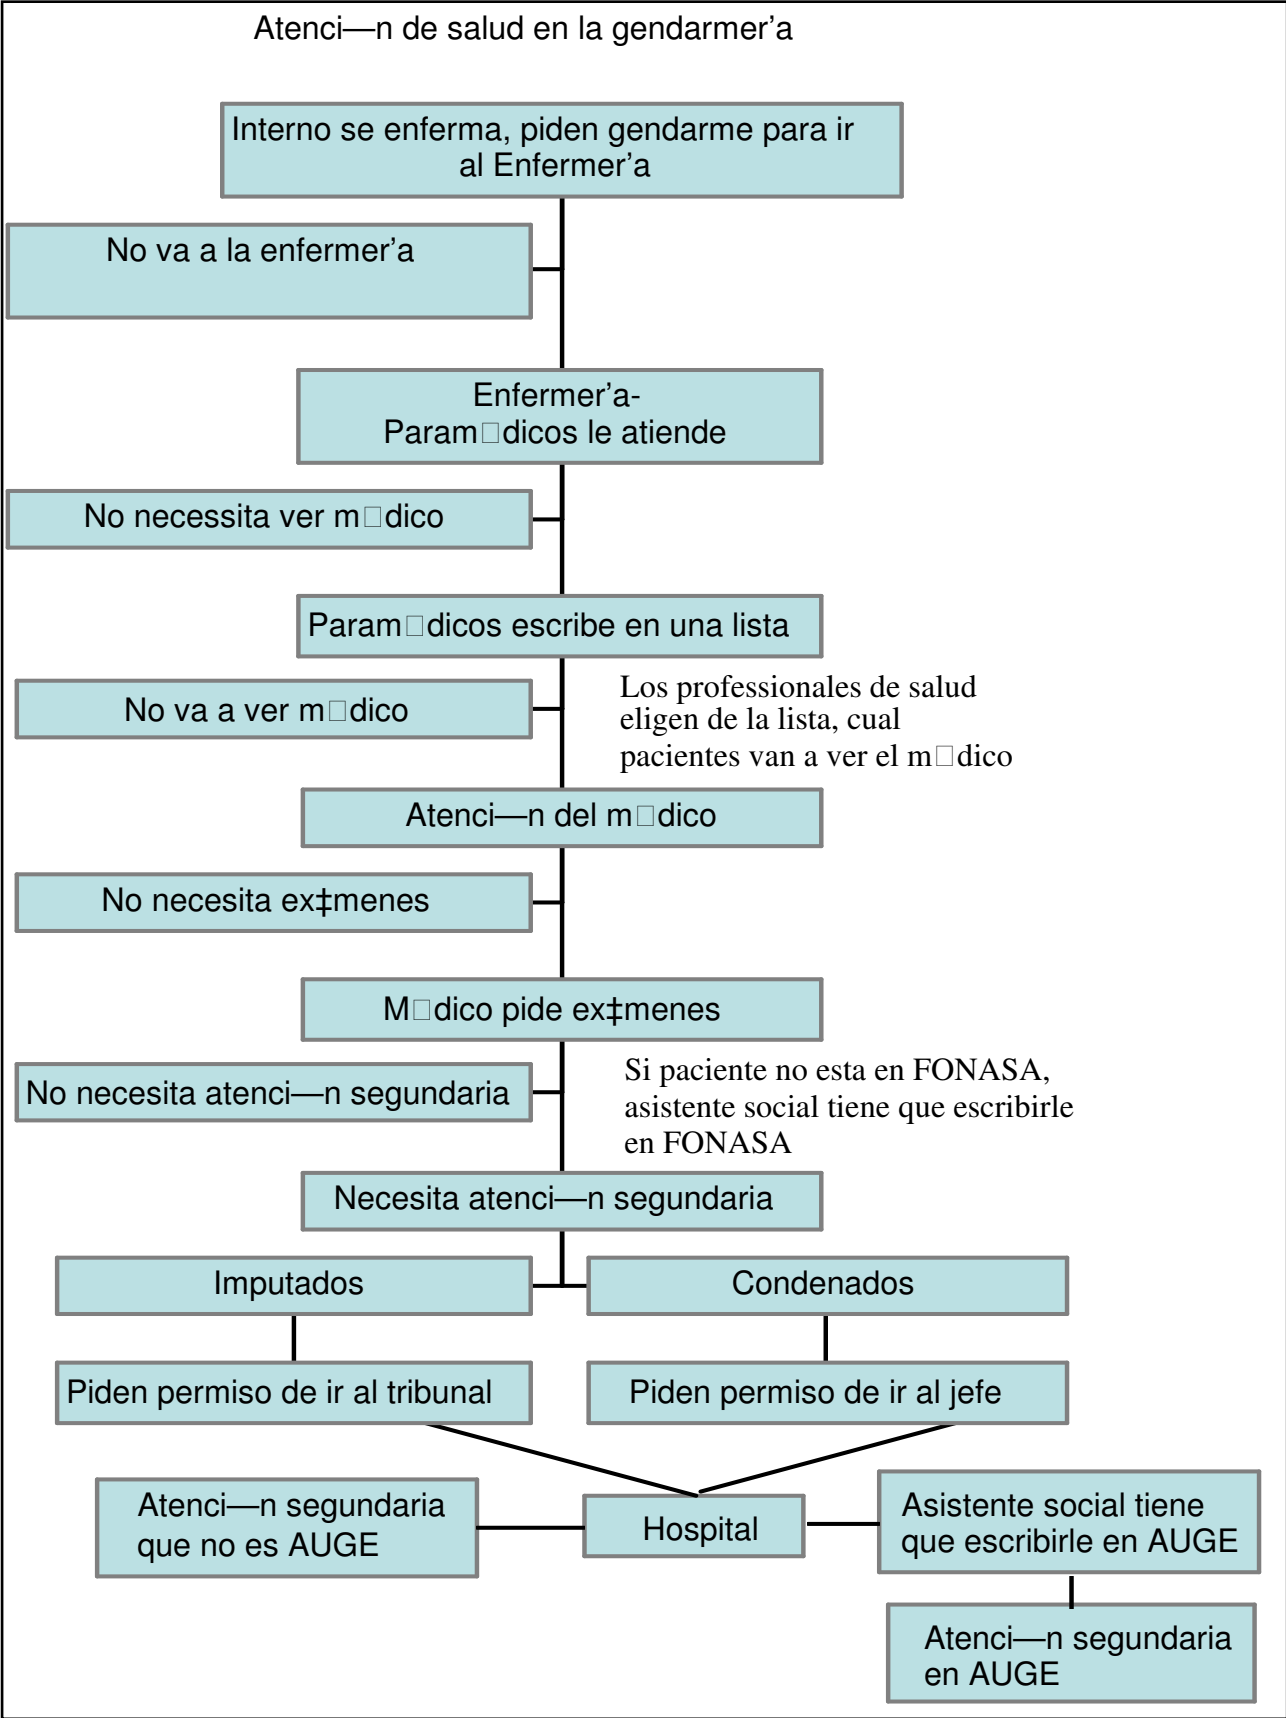 Atenci—n de salud en la gendarmer’a
Interno se enferma, piden gendarme para ir
al Enfermer’a
No va a la enfermer’a
Enfermer’a-
Param□dicos le atiende
No necessita ver m□dico
Param□dicos escribe en una lista
No va a ver m□dico
Los professionales de salud
eligen de la lista, cual
pacientes van a ver el m□dico
Atenci—n del m□dico
No necesita ex‡menes
M□dico pide ex‡menes
No necesita atenci—n segundaria
Si paciente no esta en FONASA,
asistente social tiene que escribirle
en FONASA
Necesita atenci—n segundaria
Imputados
Condenados
Piden permiso de ir al tribunal
Piden permiso de ir al jefe
Atenci—n segundaria
que no es AUGE
Hospital
Asistente social tiene
que escribirle en AUGE
Atenci—n segundaria
en AUGE